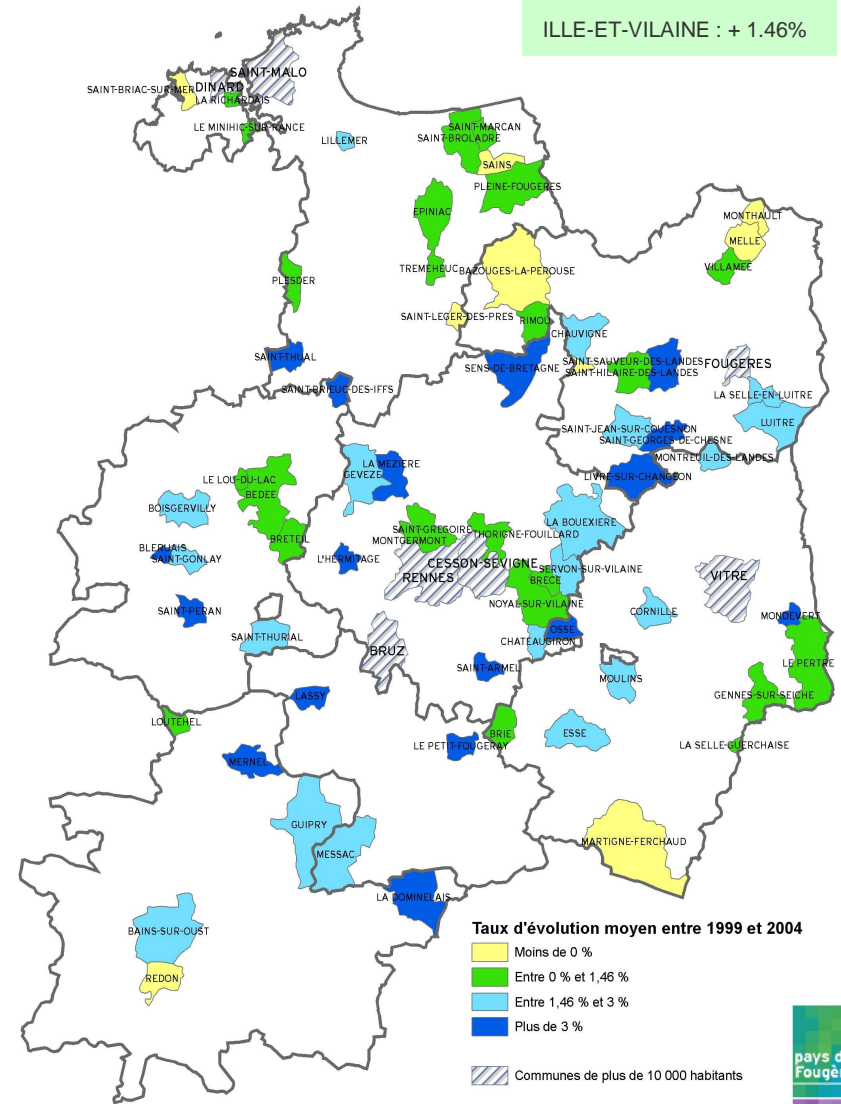 ILLE-ET-VILAINE : + 1.46%
SAINT-MALO
SAINT-BRIAC-SUR-MER
DINARD
LA RICHARDAIS
LE MINIHIC-SUR-RANCE
LILLEMER
SAINT-MARCAN
SAINT-BROLADRE
SAINS
PLEINE-FOUGERES
EPINIAC
MONTHAULT
MELLE
VILLAMEE
TREMEHEUC
BAZOUGES-LA-PEROUSE
PLESDER
SAINT-LEGER-DES-PRES
RIMOU
CHAUVIGNE
SAINT-THUAL
SENS-DE-BRETAGNE
SAINT-SAUVEUR-DES-LANDES
SAINT-HILAIRE-DES-LANDES
FOUGERES
SAINT-BRIEUC-DES-IFFS
LA SELLE-EN-LUITRE
LUITRE
SAINT-JEAN-SUR-COUESNON
SAINT-GEORGES-DE-CHESNE
MONTREUIL-DES-LANDES
LA MEZIERE
GEVEZE
LIVRE-SUR-CHANGEON
LE LOU-DU-LAC
BEDEE
BOISGERVILLY
LA BOUEXIERE
SAINT-GREGOIRE
THORIGNE-FOUILLARD
MONTGERMONT
BRETEIL
BLERUAIS
SAINT-GONLAY
L'HERMITAGE
CESSON-SEVIGNE
SERVON-SUR-VILAINE
RENNES
BRECE
VITRE
NOYAL-SUR-VILAINE
SAINT-PERAN
CORNILLE
MONDEVERT
OSSE
SAINT-THURIAL
CHATEAUGIRON
BRUZ
LE PERTRE
SAINT-ARMEL
MOULINS
LASSY
GENNES-SUR-SEICHE
LOUTEHEL
BRIE
ESSE
LE PETIT-FOUGERAY
LA SELLE-GUERCHAISE
MERNEL
GUIPRY
MESSAC
MARTIGNE-FERCHAUD
LA DOMINELAIS
BAINS-SUR-OUST
REDON
Taux d'évolution moyen entre 1999 et 2004
Moins de 0 %
Entre 0 % et 1,46 %
Entre 1,46 % et 3 %
Plus de 3 %
Communes de plus de 10 000 habitants
pays d
Fougèr